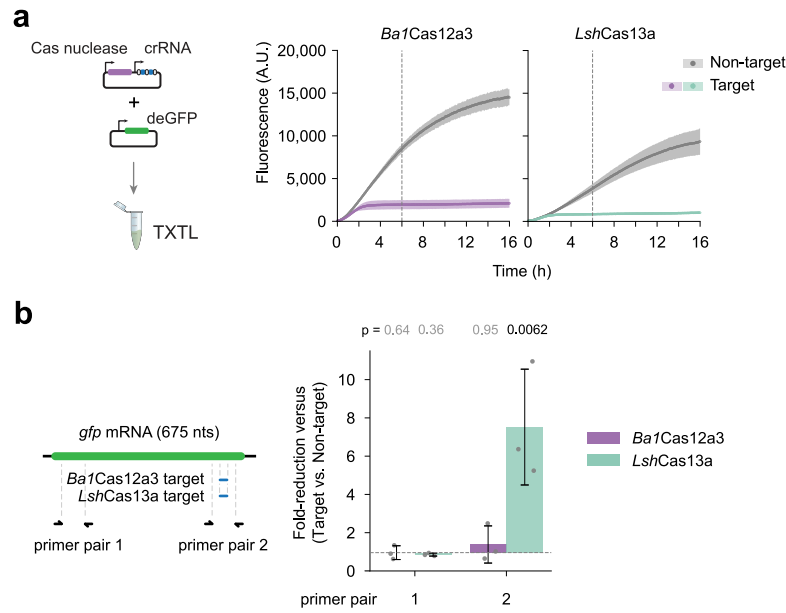 a
Cas nuclease crRNA
+
deGFP
TXTL
Ba1Cas12a3
LshCas13a
Fluorescence (A.U.)
20,000
15,000
10,000
5,000
0
0 4 8 12 16
0 4 8 12 16
Time (h)
Non-target
Target
b
gfp mRNA (675 nts)
Ba1Cas12a3 target
LshCas13a target
primer pair 1
primer pair 2
p = 0.64 0.36 0.95 0.0062
Fold-reduction versus
(Target vs. Non-target)
10
8
6
4
2
0
primer pair 1 2
Ba1Cas12a3
LshCas13a